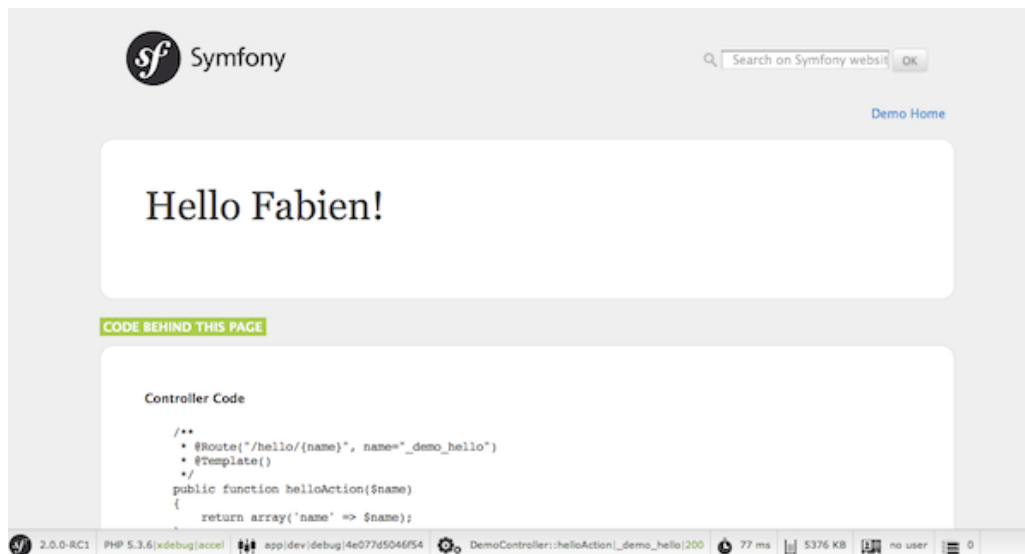 sf Symfony
Search on Symfony websit OK
Demo Home
Hello Fabien!
CODE BEHIND THIS PAGE
Controller Code
/**
* @Route("/hello/{name}", name="_demo_hello")
* @Template()
*/
public function helloAction($name)
{
return array('name' => $name);
sf 2.0.0-RC1 PHP 5.3.6|xdebug|accel app|dev|debug|4e077d5046f54 DemoController::helloAction|_demo_hello|200 77 ms 5376 KB no user 0